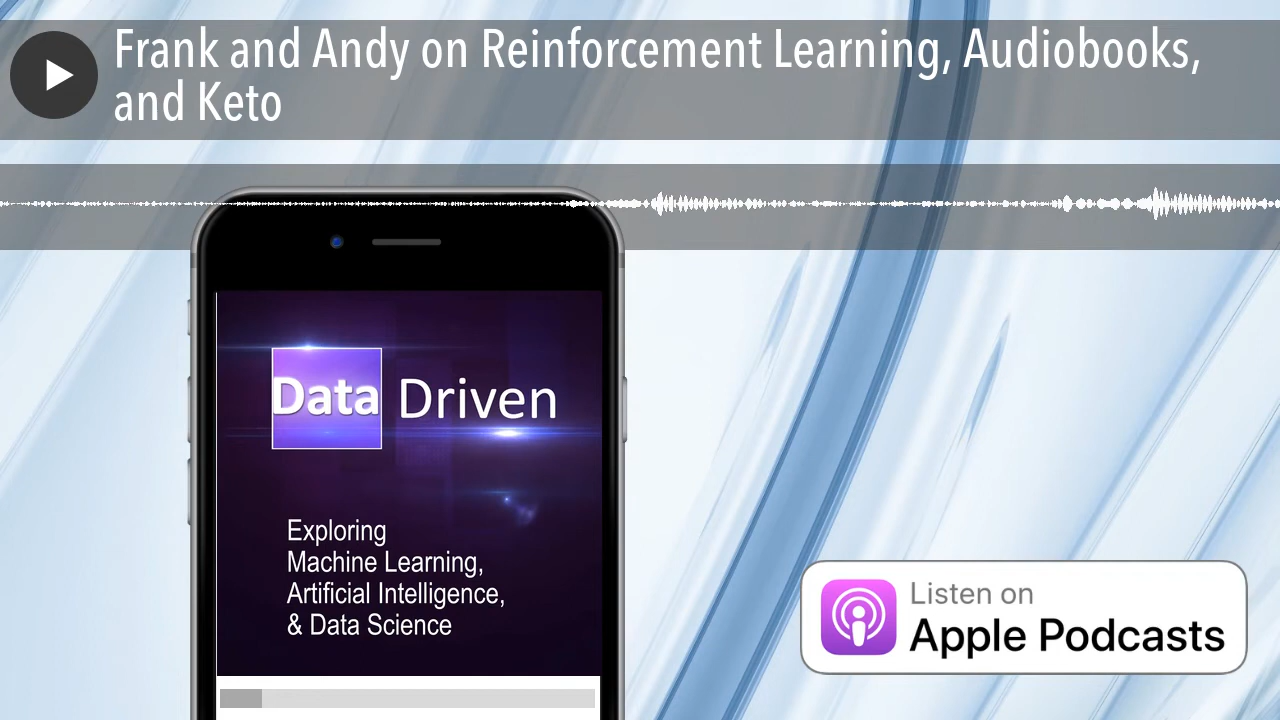 Frank and Andy on Reinforcement Learning, Audiobooks,
and Keto
Data Driven
Exploring
Machine Learning,
Artificial Intelligence,
& Data Science
Listen on
Apple Podcasts